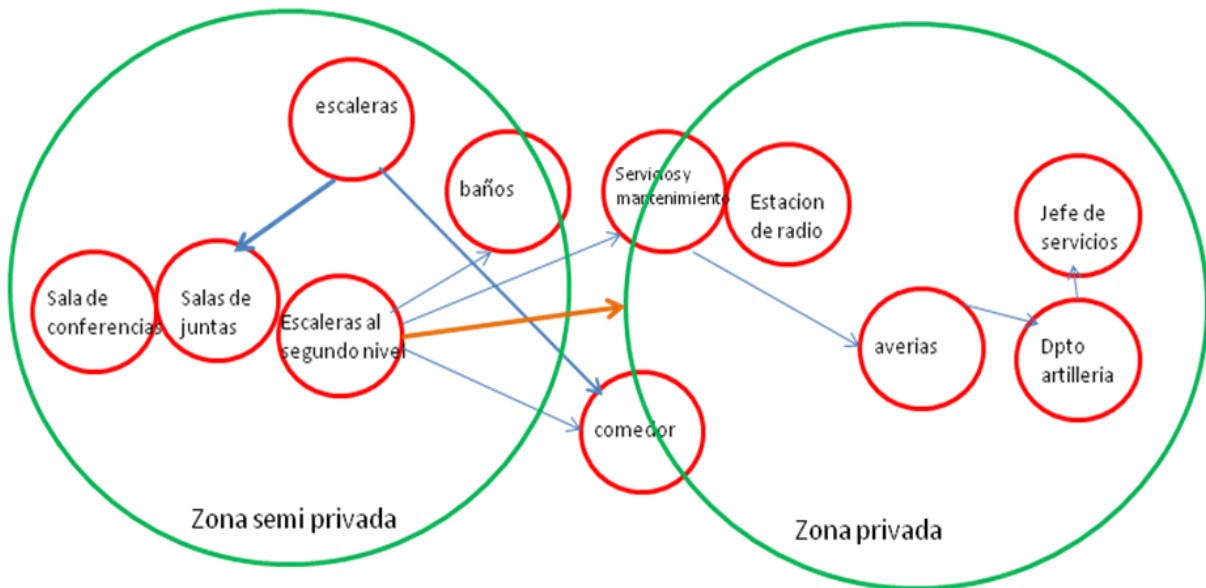 escaleras
baños
Servicios y
mantenimiento
Estacion
de radio
Jefe de
servicios
Sala de
conferencias
Salas de
juntas
Escaleras al
segundo nivel
averias
Dpto
artilleria
comedor
Zona semi privada
Zona privada